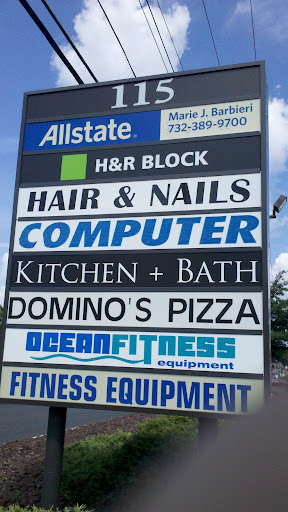 115
Allstate. Marie J. Barbieri
732-389-9700
H&R BLOCK
HAIR & NAILS
COMPUTER
KITCHEN + BATH
DOMINO'S PIZZA
OCEANFITNESS
equipment
FITNESS EQUIPMENT